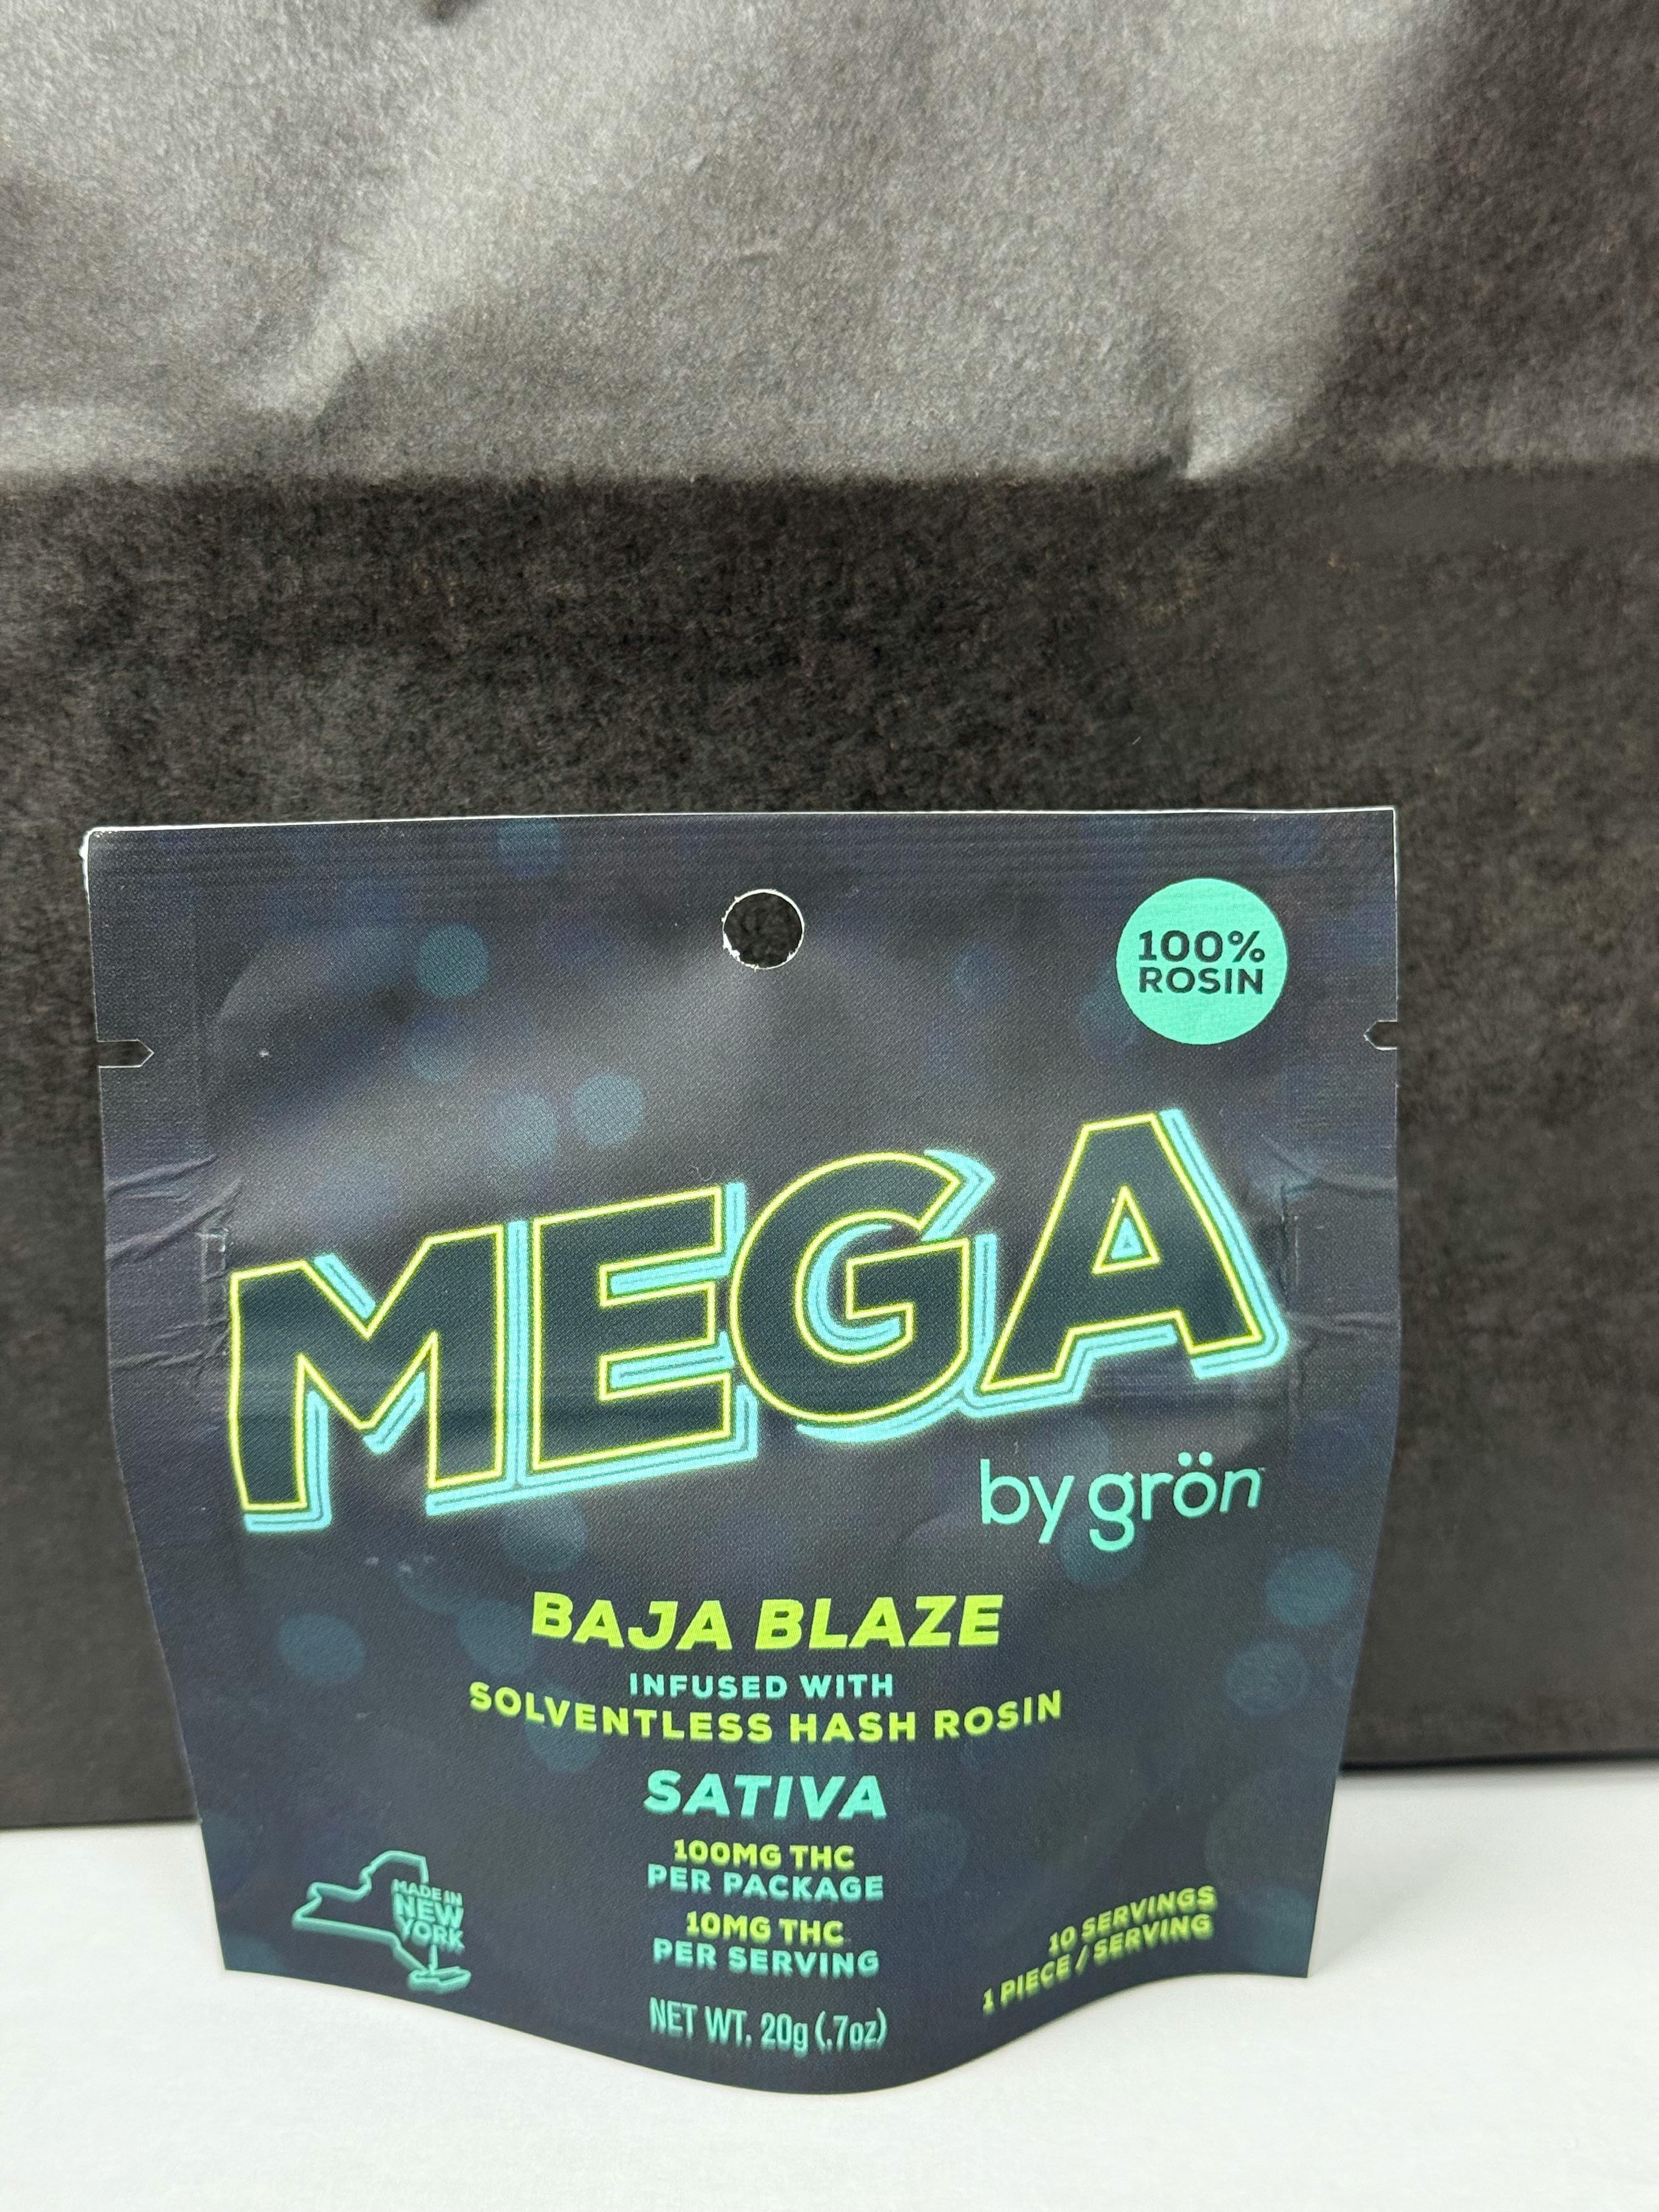 100%
ROSIN
MEGA
by grön
BAJA BLAZE
INFUSED WITH
SOLVENTLESS HASH ROSIN
SATIVA
100MG THC
PER PACKAGE
10MG THC
PER SERVING
NET WT. 20g (.7oz)
MADE IN
NEW
YORK
10 SERVINGS
1 PIECE / SERVING